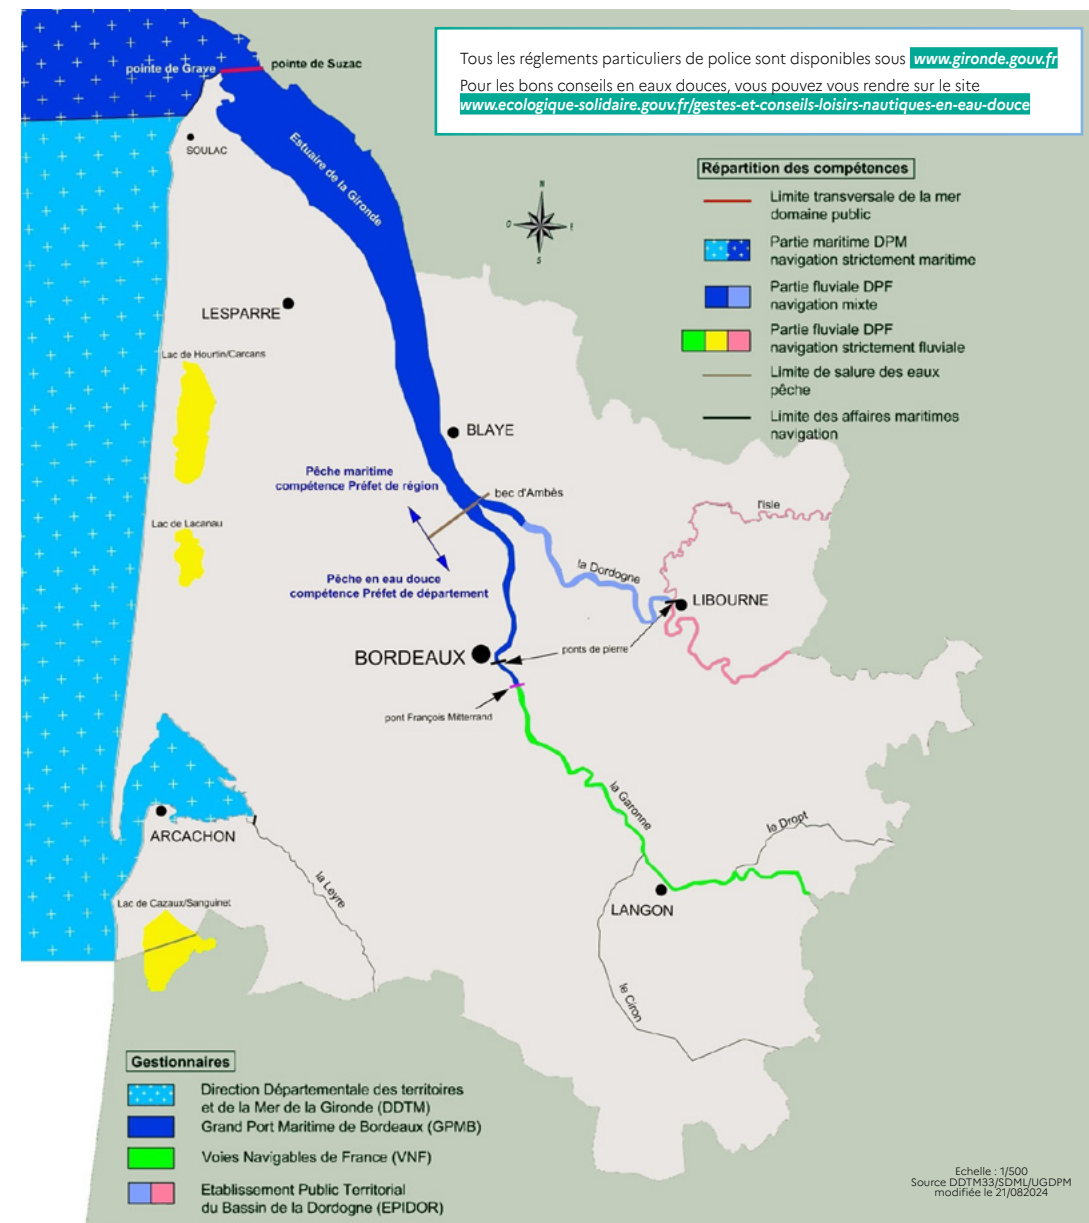 Tous les réglements particuliers de police sont disponibles sous www.gironde.gouv.fr
Pour les bons conseils en eaux douces, vous pouvez vous rendre sur le site
www.ecologique-solidaire.gouv.fr/gestes-et-conseils-loisirs-nautiques-en-eau-douce
pointe de Grave
pointe de Suzac
SOULAC
Estuaire de la Gironde
N
O
E
S
Répartition des compétences
Limite transversale de la mer
domaine public
Partie maritime DPM
navigation strictement maritime
Partie fluviale DPF
navigation mixte
Partie fluviale DPF
navigation strictement fluviale
Limite de salure des eaux
pêche
Limite des affaires maritimes
navigation
LESPARRE
Lac de Hourtin/Carcans
BLAYE
Pêche maritime
compétence Préfet de région
bec d'Ambès
l'isle
Lac de Lacanau
la Dordogne
Pêche en eau douce
compétence Préfet de département
LIBOURNE
BORDEAUX
ponts de pierre
pont François Mitterrand
la Garonne
le Dropt
ARCACHON
la Leyre
Lac de Cazaux/Sanguinet
LANGON
le Ciron
Gestionnaires
Direction Départementale des territoires
et de la Mer de la Gironde (DDTM)
Grand Port Maritime de Bordeaux (GPMB)
Voies Navigables de France (VNF)
Etablissement Public Territorial
du Bassin de la Dordogne (EPIDOR)
Echelle : 1/500
Source DDTM33/SDML/UGDPM
modifiée le 21/082024